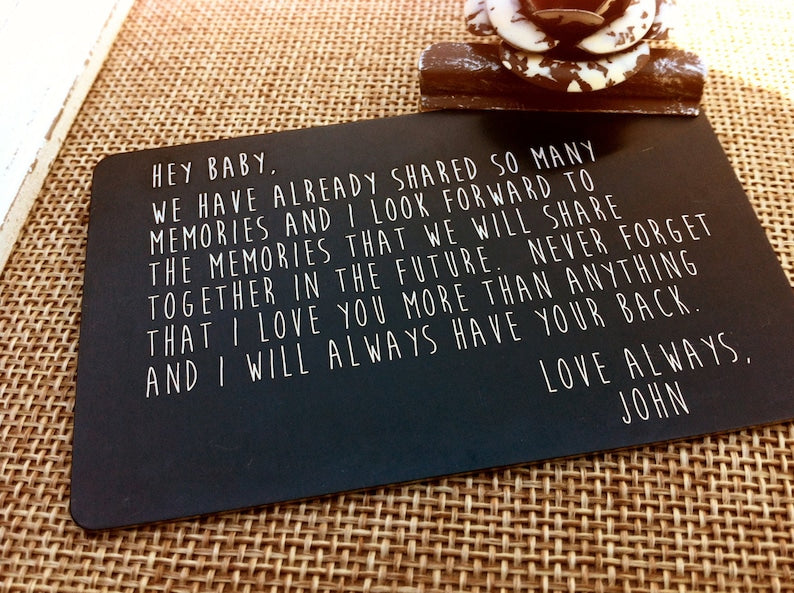 HEY BABY,
WE HAVE ALREADY SHARED SO MANY
MEMORIES AND I LOOK FORWARD TO
THE MEMORIES THAT WE WILL SHARE
TOGETHER IN THE FUTURE. NEVER FORGET
THAT I LOVE YOU MORE THAN ANYTHING
AND I WILL ALWAYS HAVE YOUR BACK.
LOVE ALWAYS,
JOHN